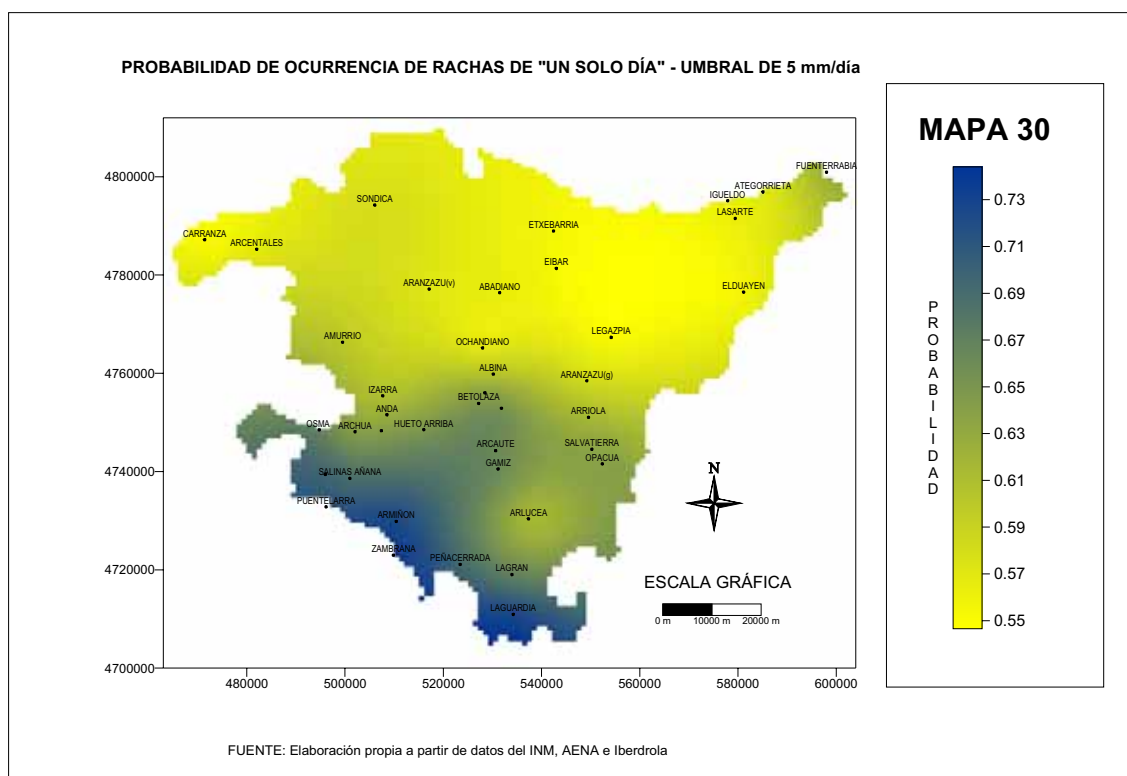 PROBABILIDAD DE OCURRENCIA DE RACHAS DE "UN SOLO DÍA" - UMBRAL DE 5 mm/día
MAPA 30
PROBABILIDAD
0.73
0.71
0.69
0.67
0.65
0.63
0.61
0.59
0.57
0.55
4800000
4780000
4760000
4740000
4720000
4700000
480000
500000
520000
540000
560000
580000
600000
FUENTERRABIA
ATEGORRIETA
IGUELDO
LASARTE
SONDICA
ETXEBARRIA
CARRANZA
ARCENTALES
EIBAR
ARANZAZU(v)
ABADIANO
ELDUAYEN
AMURRIO
OCHANDIANO
LEGAZPIA
ALBINA
ARANZAZU(g)
IZARRA
BETOLAZA
ANDA
ARRIOLA
OSMA
ARCHUA
HUETO ARRIBA
ARCAUTE
SALVATIERRA
GAMIZ
OPACUA
SALINAS AÑANA
PUENTELARRA
ARMIÑON
ARLUCEA
ZAMBRANA
PEÑACERRADA
LAGRAN
LAGUARDIA
N
ESCALA GRÁFICA
0 m
10000 m
20000 m
FUENTE: Elaboración propia a partir de datos del INM, AENA e Iberdrola